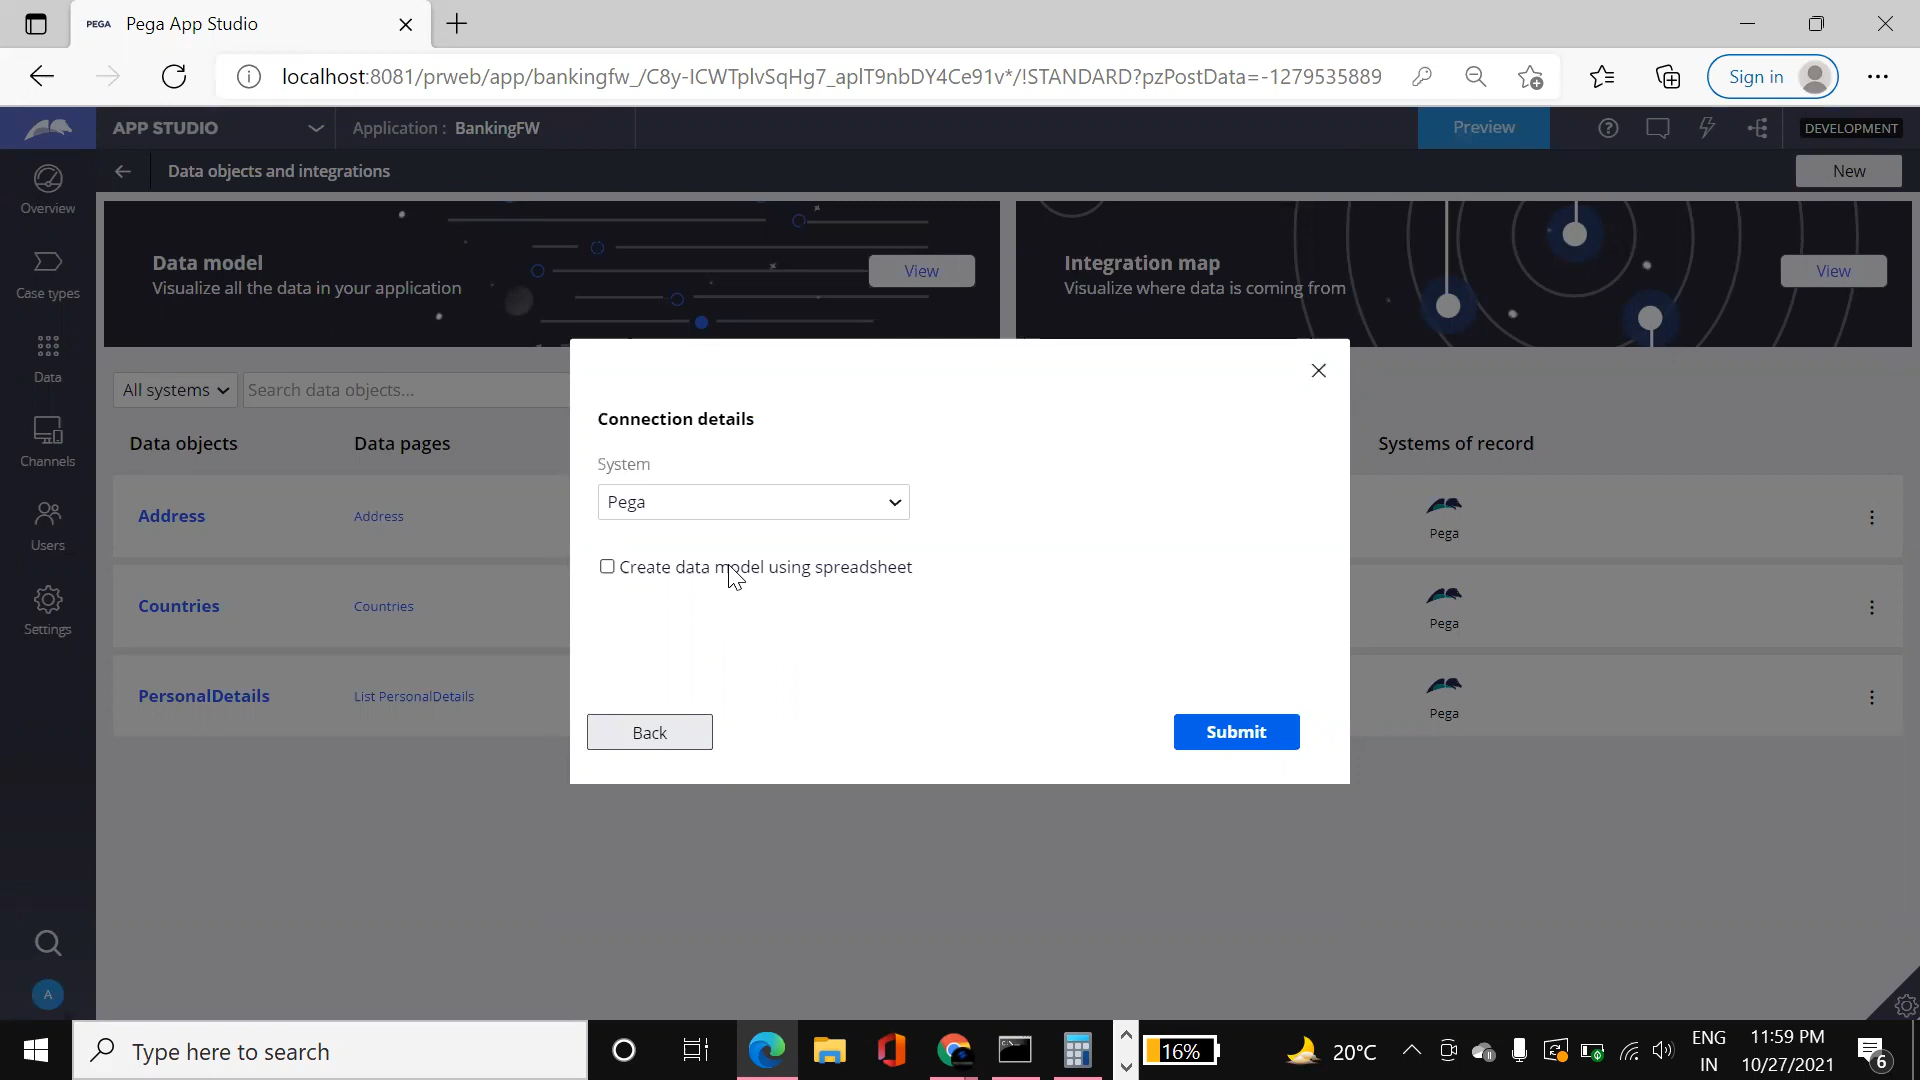 PEGA Pega App Studio
localhost:8081/prweb/app/bankingfw_/C8y-ICWTplvSqHg7_aplT9nbDY4Ce91v*/!STANDARD?pzPostData=-1279535889
Sign in
APP STUDIO
Application : BankingFW
Preview
DEVELOPMENT
Data objects and integrations
New
Overview
Case types
Data
Channels
Users
Settings
A
Data model
Visualize all the data in your application
View
Integration map
Visualize where data is coming from
View
All systems
Search data objects...
Data objects
Data pages
Systems of record
Address
Address
Pega
Countries
Countries
Pega
PersonalDetails
List PersonalDetails
Pega
Connection details
System
Pega
Create data model using spreadsheet
Back
Submit
Type here to search
16%
20°C
ENG
IN
11:59 PM
10/27/2021
6